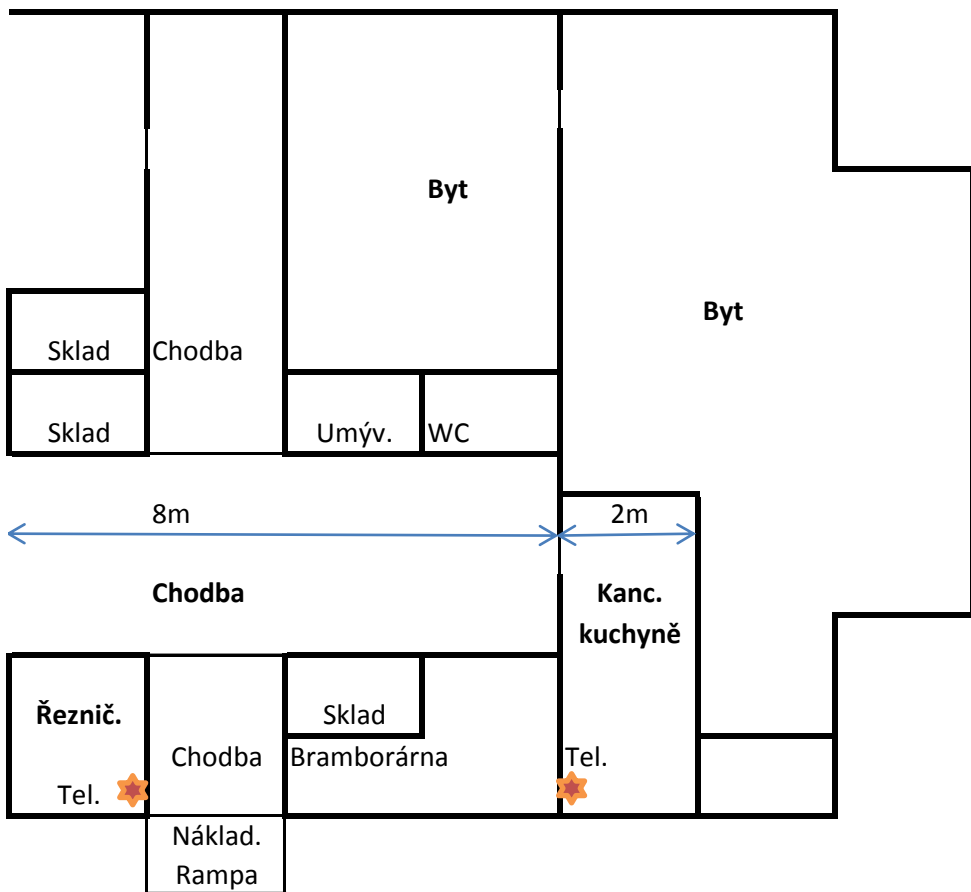 Byt
Byt
Sklad Chodba
Sklad Umýv. WC
8m 2m
Chodba Kanc.
kuchyně
Řeznič. Sklad
Chodba Bramborárna Tel.
Tel.
Náklad.
Rampa